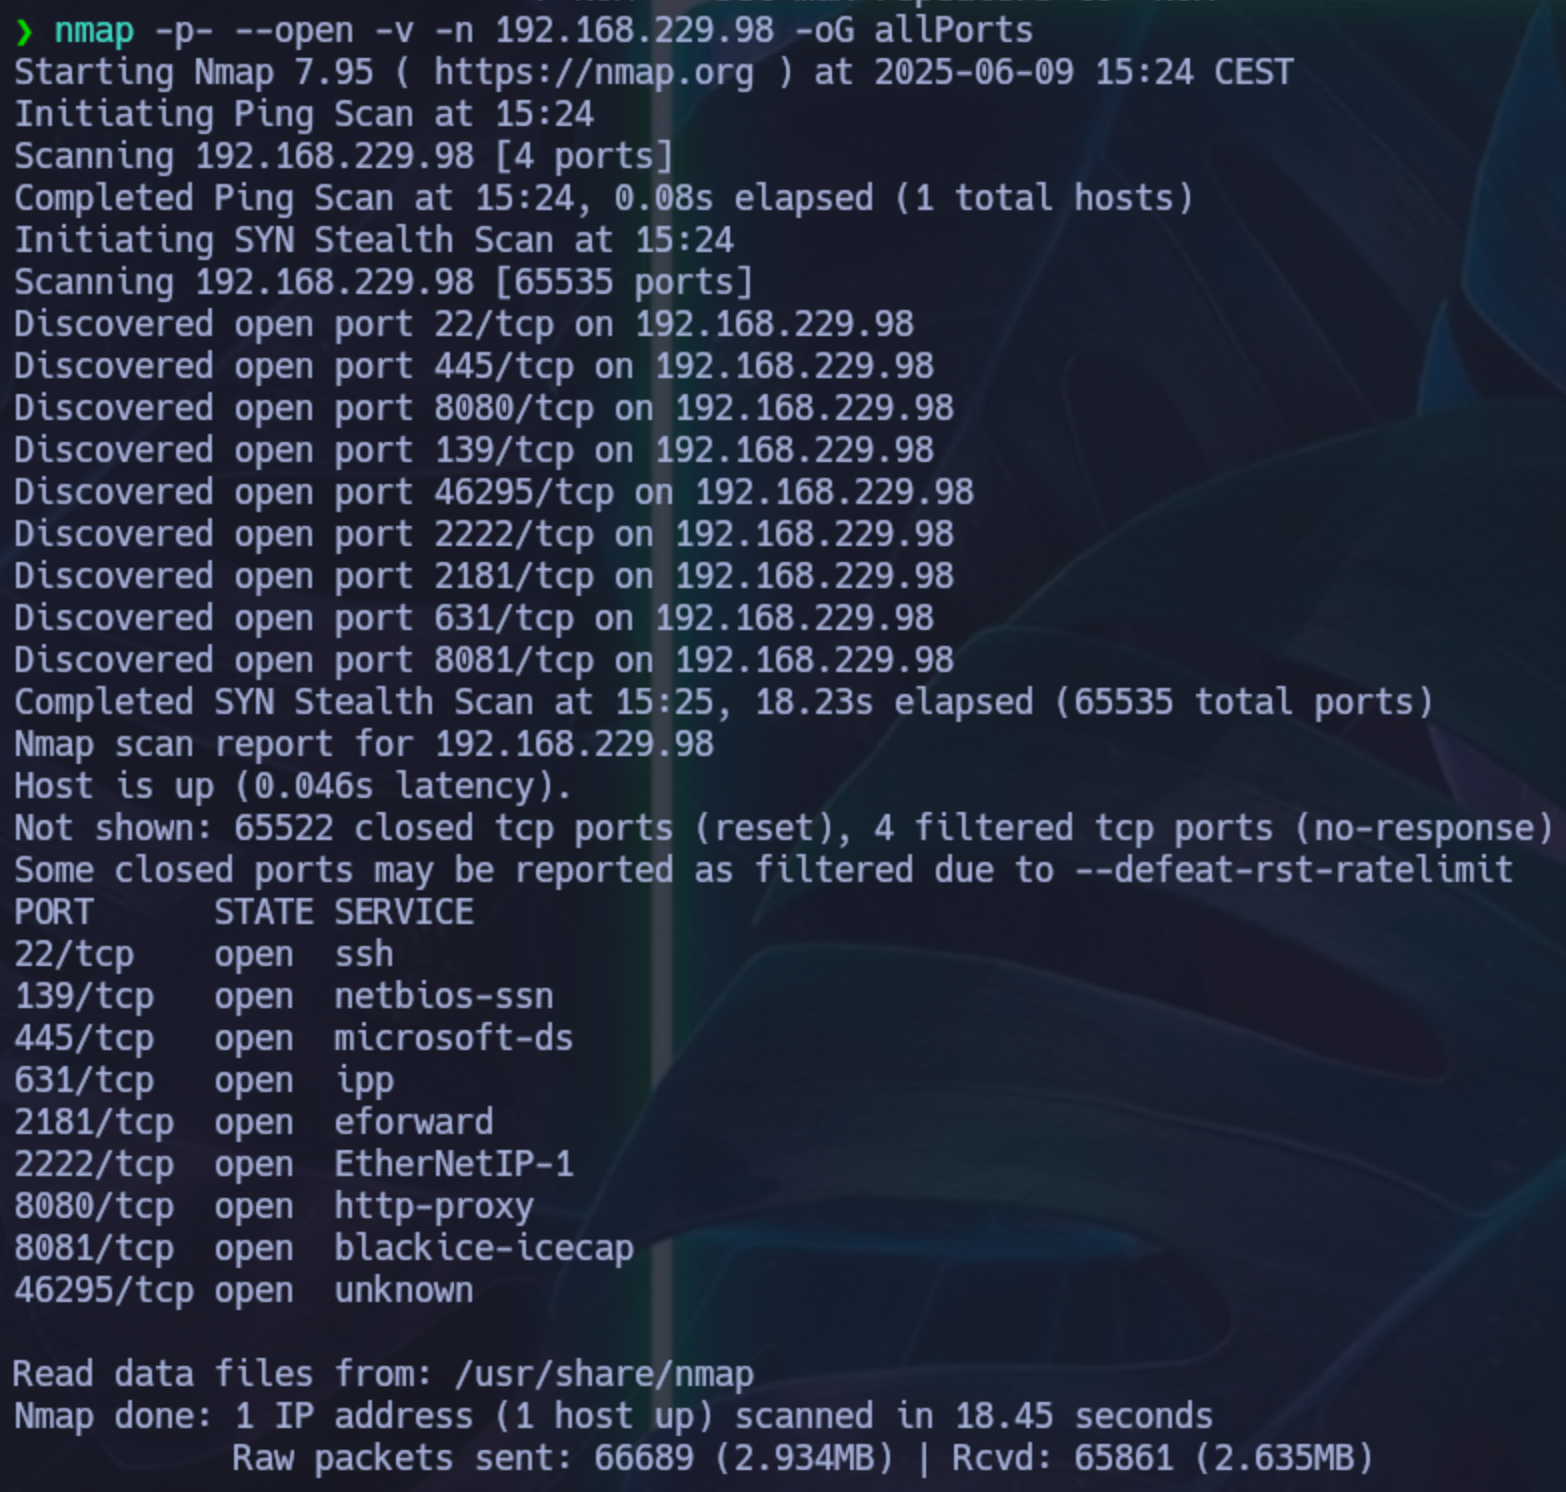 ❯ nmap -p- --open -v -n 192.168.229.98 -oG allPorts
Starting Nmap 7.95 ( https://nmap.org ) at 2025-06-09 15:24 CEST
Initiating Ping Scan at 15:24
Scanning 192.168.229.98 [4 ports]
Completed Ping Scan at 15:24, 0.08s elapsed (1 total hosts)
Initiating SYN Stealth Scan at 15:24
Scanning 192.168.229.98 [65535 ports]
Discovered open port 22/tcp on 192.168.229.98
Discovered open port 445/tcp on 192.168.229.98
Discovered open port 8080/tcp on 192.168.229.98
Discovered open port 139/tcp on 192.168.229.98
Discovered open port 46295/tcp on 192.168.229.98
Discovered open port 2222/tcp on 192.168.229.98
Discovered open port 2181/tcp on 192.168.229.98
Discovered open port 631/tcp on 192.168.229.98
Discovered open port 8081/tcp on 192.168.229.98
Completed SYN Stealth Scan at 15:25, 18.23s elapsed (65535 total ports)
Nmap scan report for 192.168.229.98
Host is up (0.046s latency).
Not shown: 65522 closed tcp ports (reset), 4 filtered tcp ports (no-response)
Some closed ports may be reported as filtered due to --defeat-rst-ratelimit
PORT      STATE SERVICE
22/tcp    open  ssh
139/tcp   open  netbios-ssn
445/tcp   open  microsoft-ds
631/tcp   open  ipp
2181/tcp  open  eforward
2222/tcp  open  EtherNetIP-1
8080/tcp  open  http-proxy
8081/tcp  open  blackice-icecap
46295/tcp open  unknown
Read data files from: /usr/share/nmap
Nmap done: 1 IP address (1 host up) scanned in 18.45 seconds
Raw packets sent: 66689 (2.934MB) | Rcvd: 65861 (2.635MB)